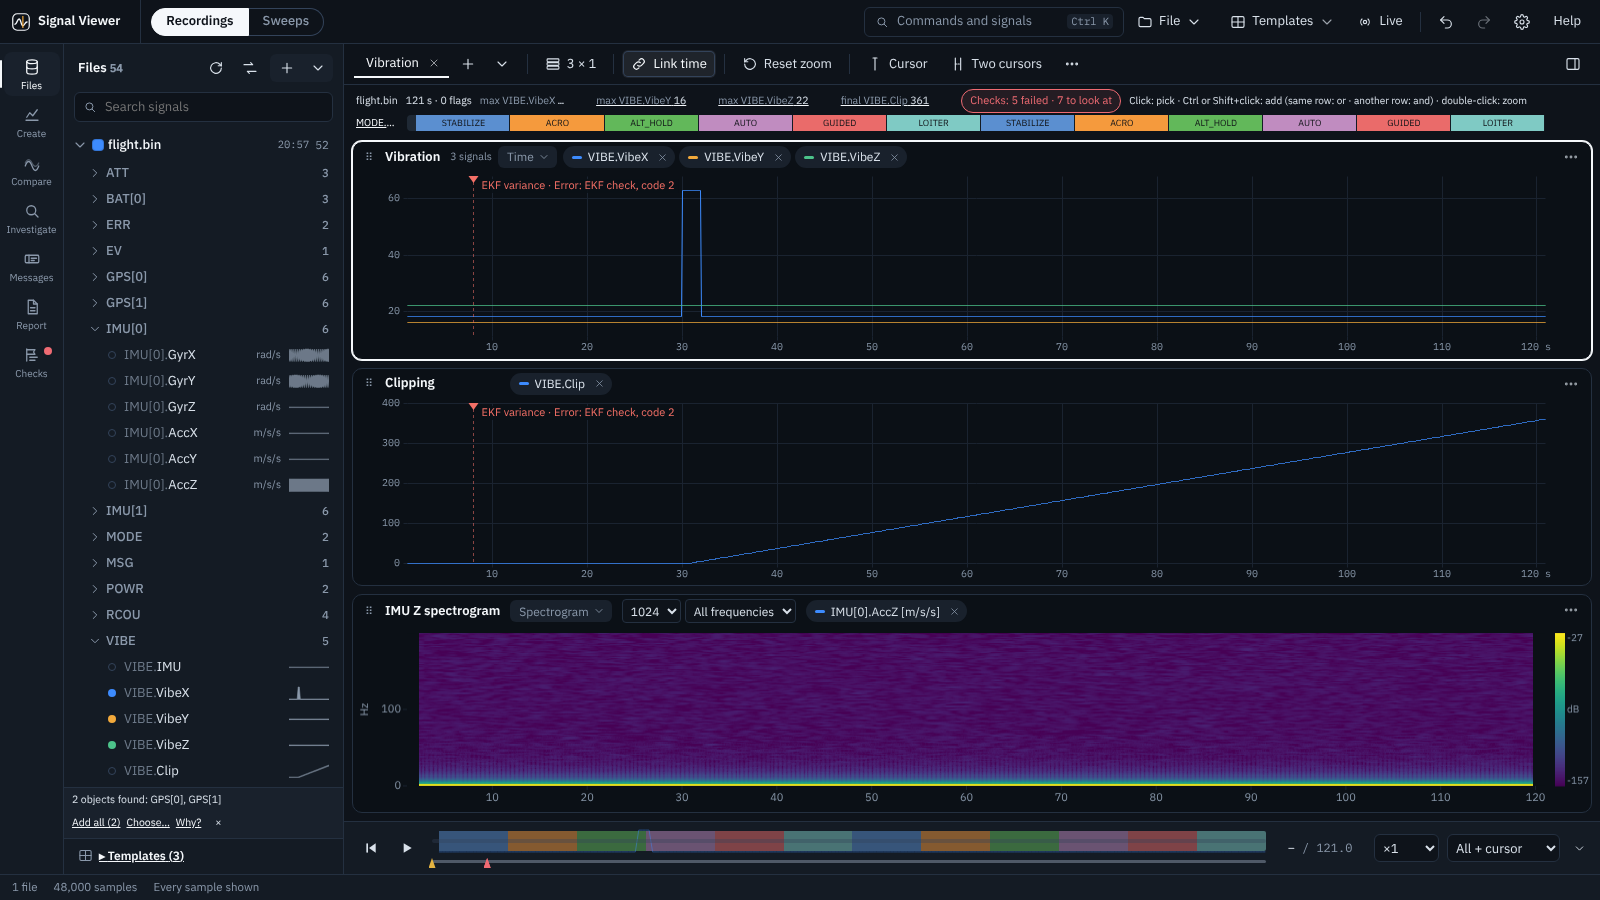 Signal Viewer
Recordings Sweeps
Commands and signals Ctrl K
File
Templates
Live
Help
Files
Create
Compare
Investigate
Messages
Report
Checks
Files 54
Search signals
flight.bin 20:57 52
ATT 3
BAT[0] 3
ERR 2
EV 1
GPS[0] 6
GPS[1] 6
IMU[0] 6
IMU[0].GyrX rad/s
IMU[0].GyrY rad/s
IMU[0].GyrZ rad/s
IMU[0].AccX m/s/s
IMU[0].AccY m/s/s
IMU[0].AccZ m/s/s
IMU[1] 6
MODE 2
MSG 1
POWR 2
RCOU 4
VIBE 5
VIBE.IMU
VIBE.VibeX
VIBE.VibeY
VIBE.VibeZ
VIBE.Clip
2 objects found: GPS[0], GPS[1]
Add all (2) Choose... Why? ×
▸ Templates (3)
Vibration × 3 × 1 Link time Reset zoom Cursor Two cursors
flight.bin 121 s · 0 flags max VIBE.VibeX … max VIBE.VibeY 16 max VIBE.VibeZ 22 final VIBE.Clip 361 Checks: 5 failed · 7 to look at Click: pick · Ctrl or Shift+click: add (same row: or · another row: and) · double-click: zoom
MODE.… STABILIZE ACRO ALT_HOLD AUTO GUIDED LOITER STABILIZE ACRO ALT_HOLD AUTO GUIDED LOITER
Vibration 3 signals Time VIBE.VibeX × VIBE.VibeY × VIBE.VibeZ ×
EKF variance · Error: EKF check, code 2
60
40
20
10 20 30 40 50 60 70 80 90 100 110 120 s
Clipping VIBE.Clip ×
EKF variance · Error: EKF check, code 2
400
300
200
100
0
10 20 30 40 50 60 70 80 90 100 110 120 s
IMU Z spectrogram Spectrogram 1024 All frequencies IMU[0].AccZ [m/s/s] ×
Hz
100
0
10 20 30 40 50 60 70 80 90 100 110 120
-27
dB
-157
– / 121.0 ×1 All + cursor
1 file 48,000 samples Every sample shown